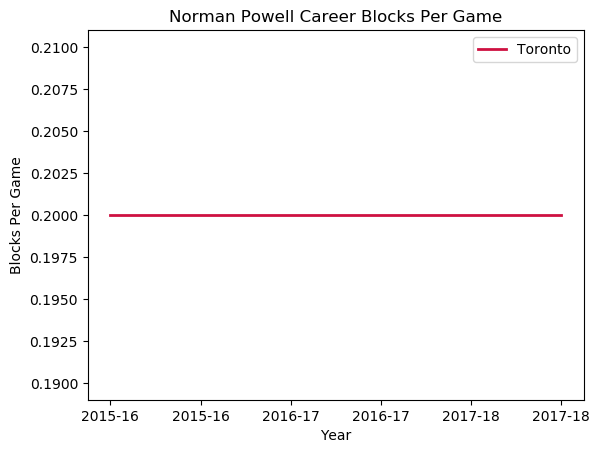 Norman Powell Career Blocks Per Game
Toronto
0.2100
0.2075
0.2050
0.2025
0.2000
0.1975
0.1950
0.1925
0.1900
Blocks Per Game
2015-16 2015-16 2016-17 2016-17 2017-18 2017-18
Year